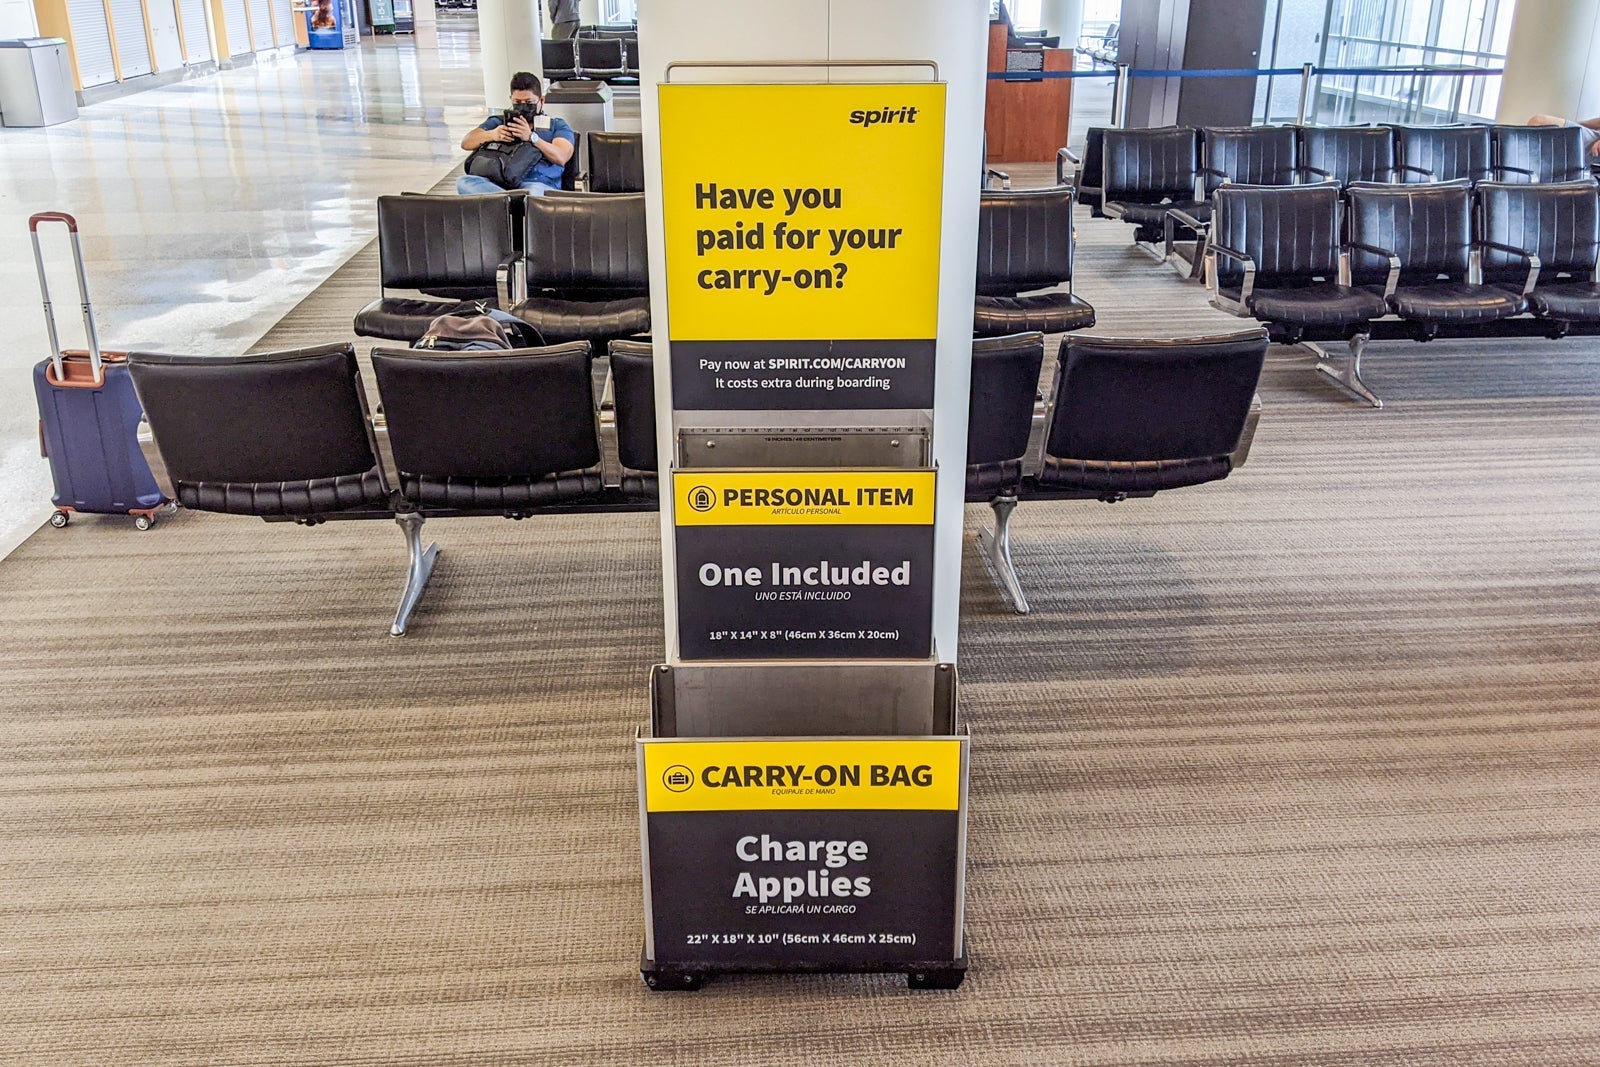 spirit
Have you
paid for your
carry-on?
Pay now at SPIRIT.COM/CARRYON
It costs extra during boarding
PERSONAL ITEM
ARTÍCULO PERSONAL
One Included
UNO ESTÁ INCLUIDO
18" X 14" X 8" (46cm X 36cm X 20cm)
CARRY-ON BAG
EQUIPAJE DE MANO
Charge
Applies
SE APLICARÁ UN CARGO
22" X 18" X 10" (56cm X 46cm X 25cm)